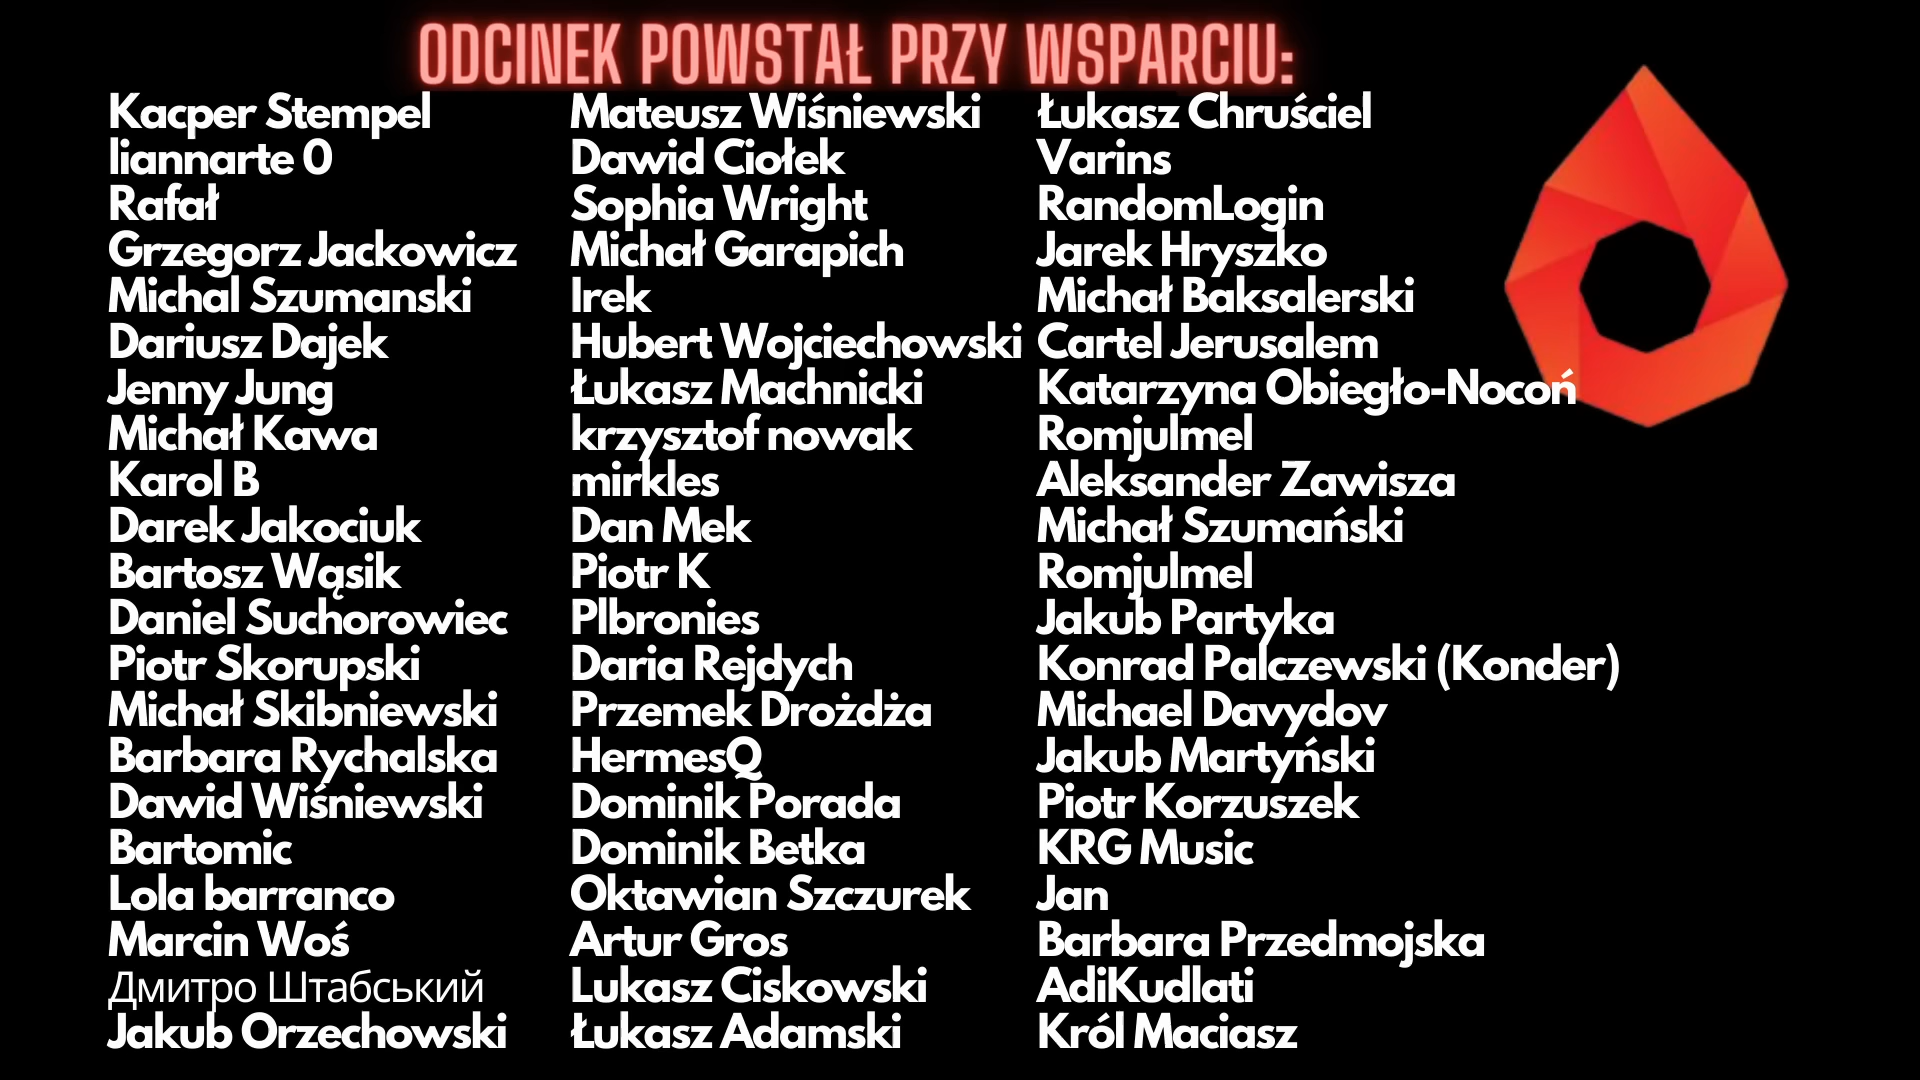 ODCINEK POWSTAŁ PRZY WSPARCIU:
Kacper Stempel
liannarte 0
Rafał
Grzegorz Jackowicz
Michal Szumanski
Dariusz Dajek
Jenny Jung
Michał Kawa
Karol B
Darek Jakociuk
Bartosz Wąsik
Daniel Suchorowiec
Piotr Skorupski
Michał Skibniewski
Barbara Rychalska
Dawid Wiśniewski
Bartomic
Lola barranco
Marcin Woś
Дмитро Штабський
Jakub Orzechowski
Mateusz Wiśniewski
Dawid Ciołek
Sophia Wright
Michał Garapich
Irek
Hubert Wojciechowski
Łukasz Machnicki
krzysztof nowak
mirkles
Dan Mek
Piotr K
Plbronies
Daria Rejdych
Przemek Drożdża
HermesQ
Dominik Porada
Dominik Betka
Oktawian Szczurek
Artur Gros
Lukasz Ciskowski
Łukasz Adamski
Łukasz Chruściel
Varins
RandomLogin
Jarek Hryszko
Michał Baksalerski
Cartel Jerusalem
Katarzyna Obiegło-Nocoń
Romjulmel
Aleksander Zawisza
Michał Szumański
Romjulmel
Jakub Partyka
Konrad Palczewski (Konder)
Michael Davydov
Jakub Martyński
Piotr Korzuszek
KRG Music
Jan
Barbara Przedmojska
AdiKudlati
Król Maciasz